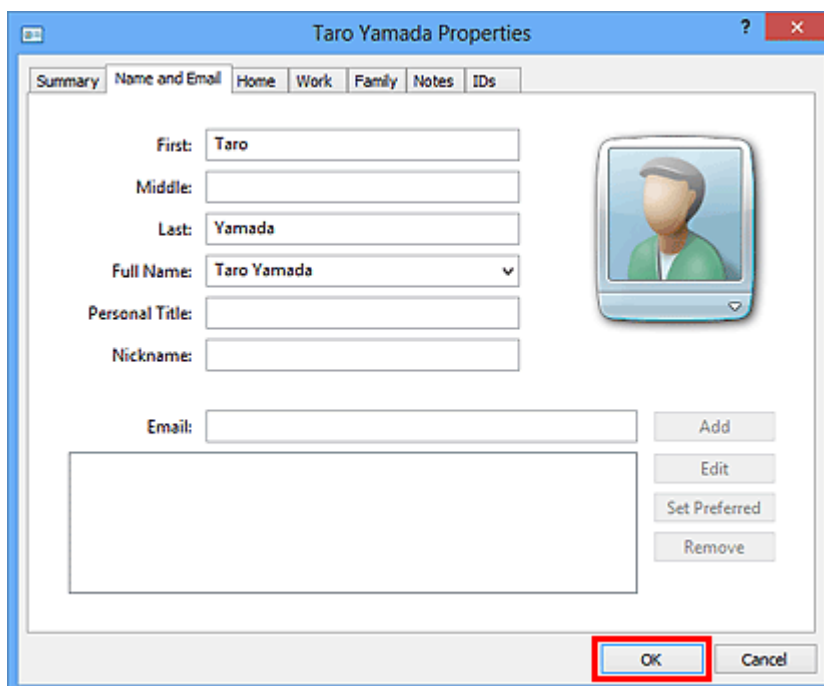 Taro Yamada Properties ? ×
Summary Name and Email Home Work Family Notes IDs
First: Taro
Middle:
Last: Yamada
Full Name: Taro Yamada
Personal Title:
Nickname:
Email: Add
Edit
Set Preferred
Remove
OK Cancel